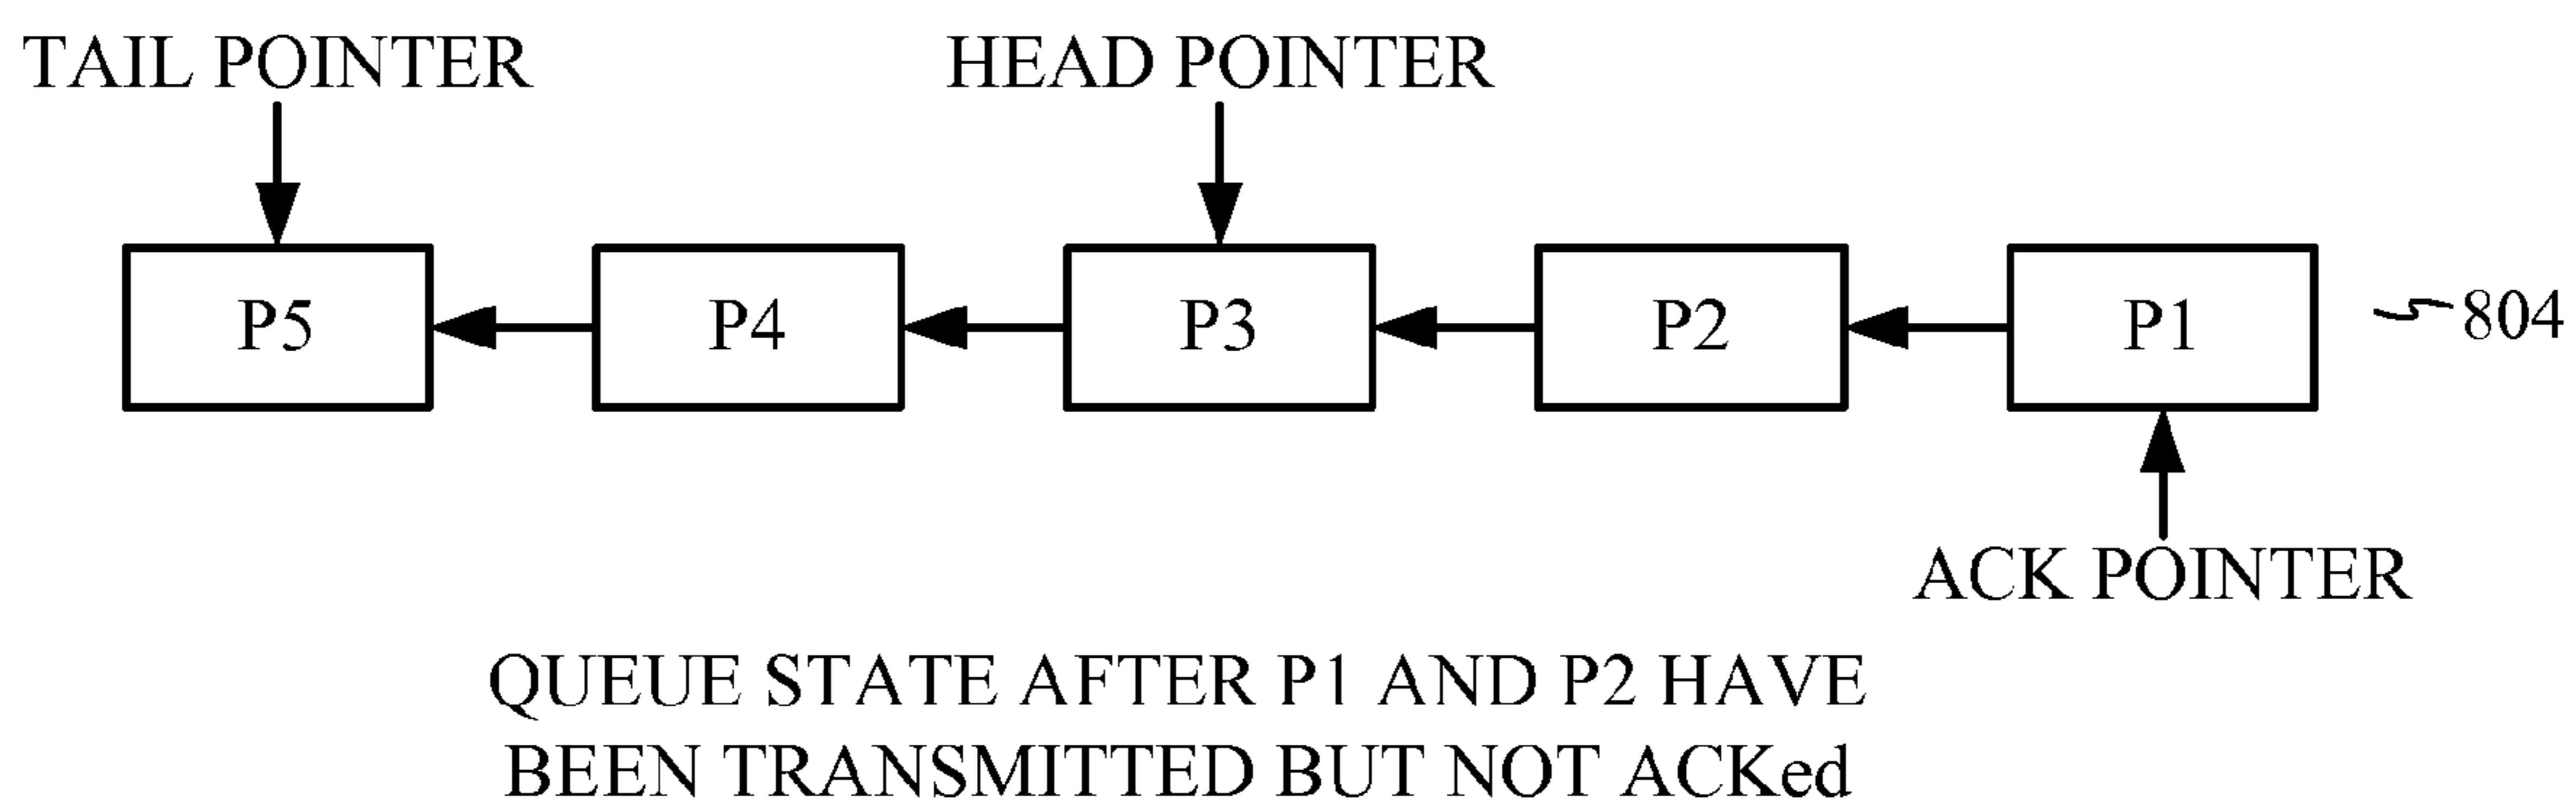 TAIL POINTER
HEAD POINTER
P5
P4
P3
P2
P1
804
ACK POINTER
QUEUE STATE AFTER P1 AND P2 HAVE
BEEN TRANSMITTED BUT NOT ACKed